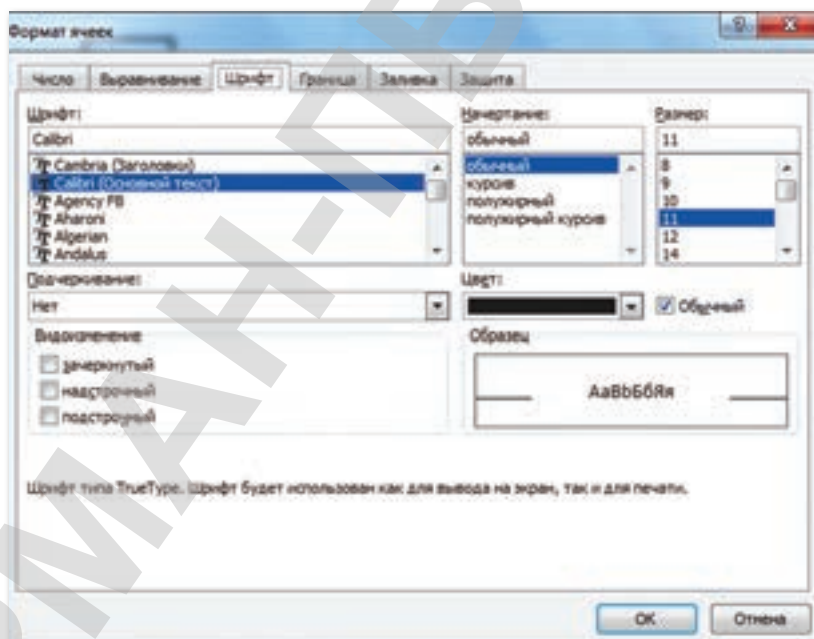 Формат ячеек
Число Выравнивание Шрифт Граница Заливка Защита
Шрифт: Начертание: Размер:
Calibri обычный 11
Cambria (Заголовки) обычный 8
Calibri (Основной текст) курсив 9
Agency FB полужирный 10
Aharoni полужирный курсив 11
Algerian 12
Andalus 14
Подчеркивание: Цвет:
Нет Обычный
Видоизменение Образец
зачеркнутый
надстрочный АаВbБбЯя
подстрочный
Шрифт типа TrueType. Шрифт будет использован как для вывода на экран, так и для печати.
ОК Отмена